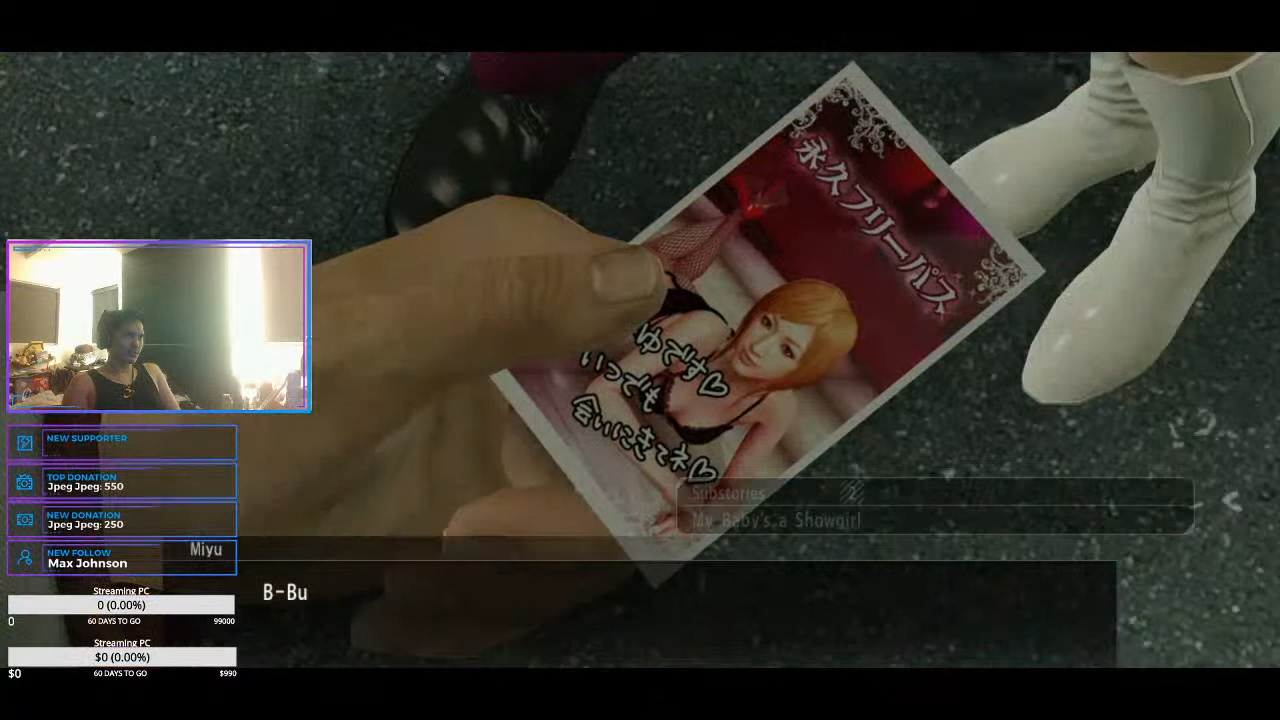 永久フリーパス
ゆです♡
いつでも
会いにきてネ♡
Substories
My Baby's a Showgirl
Miyu
B-Bu
NEW SUPPORTER
TOP DONATION
Jpeg Jpeg: 550
NEW DONATION
Jpeg Jpeg: 250
NEW FOLLOW
Max Johnson
Streaming PC
0 (0.00%)
0 60 DAYS TO GO 99000
Streaming PC
$0 (0.00%)
$0 60 DAYS TO GO $990